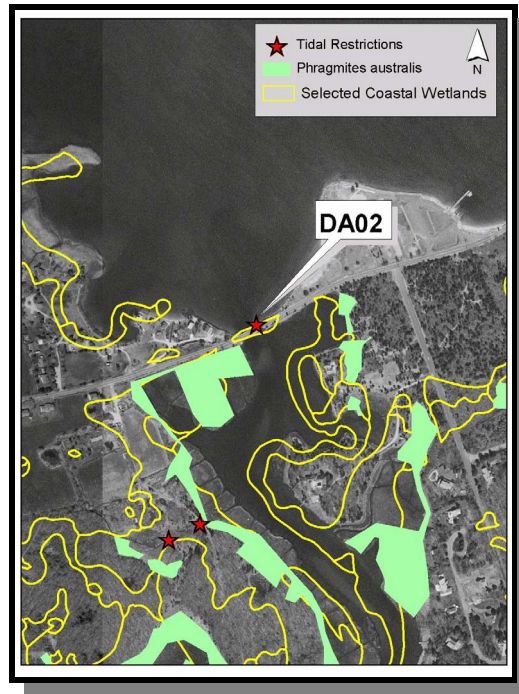 Tidal Restrictions
Phragmites australis
Selected Coastal Wetlands
N
DA02